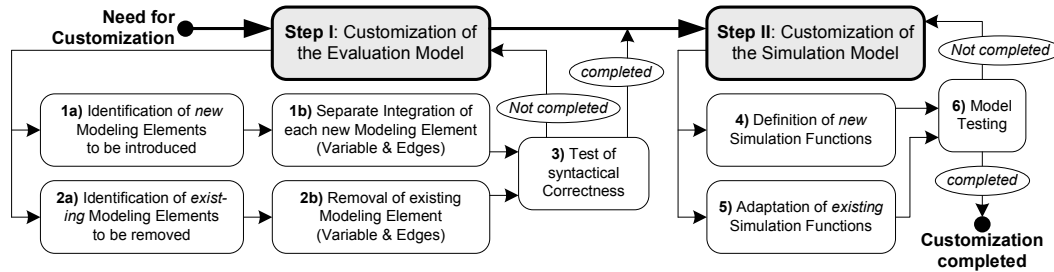 Need for
Customization
Step I: Customization of
the Evaluation Model
Step II: Customization of
the Simulation Model
completed
Not completed
Not completed
1a) Identification of new
Modeling Elements
to be introduced
1b) Separate Integration of
each new Modeling Element
(Variable & Edges)
2a) Identification of exist-
ing Modeling Elements
to be removed
2b) Removal of existing
Modeling Element
(Variable & Edges)
3) Test of
syntactical
Correctness
4) Definition of new
Simulation Functions
5) Adaptation of existing
Simulation Functions
6) Model
Testing
completed
Customization
completed